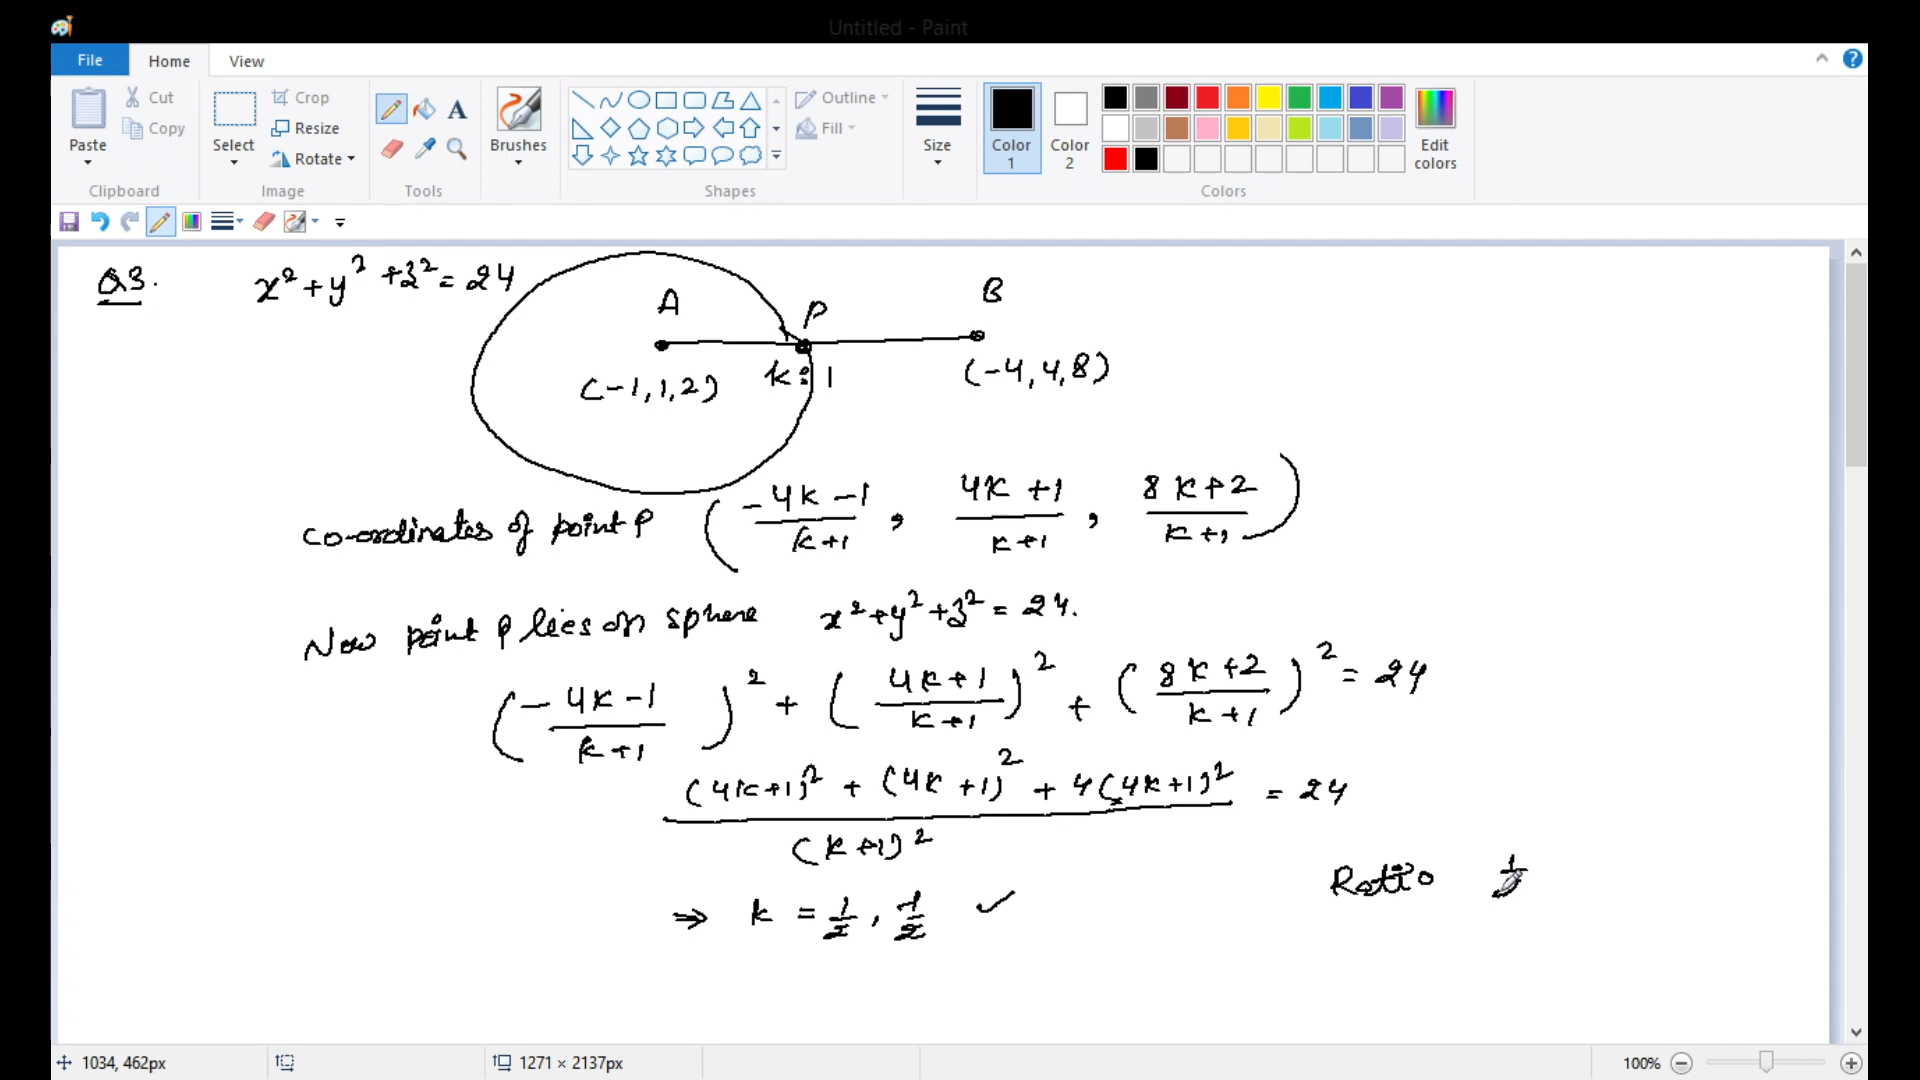 Untitled - Paint
File Home View
Paste Cut Copy Clipboard
Select Crop Resize Rotate Image
Tools
Brushes
Outline Fill Shapes
Size
Color 1 Color 2 Edit colors Colors
Q3. x² + y² + z² = 24
A P B
(-1, 1, 2) k : 1 (-4, 4, 8)
Co-ordinates of point P ( (-4k-1)/(k+1) , (4k+1)/(k+1) , (8k+2)/(k+1) )
Now point P lies on sphere x² + y² + z² = 24.
( (-4k-1)/(k+1) )² + ( (4k+1)/(k+1) )² + ( (8k+2)/(k+1) )² = 24
( (4k+1)² + (4k+1)² + 4(4k+1)² ) / (k+1)² = 24
⇒ k = 1/2 , -1/2 ✓
Ratio
1034, 462px 1271 × 2137px 100%